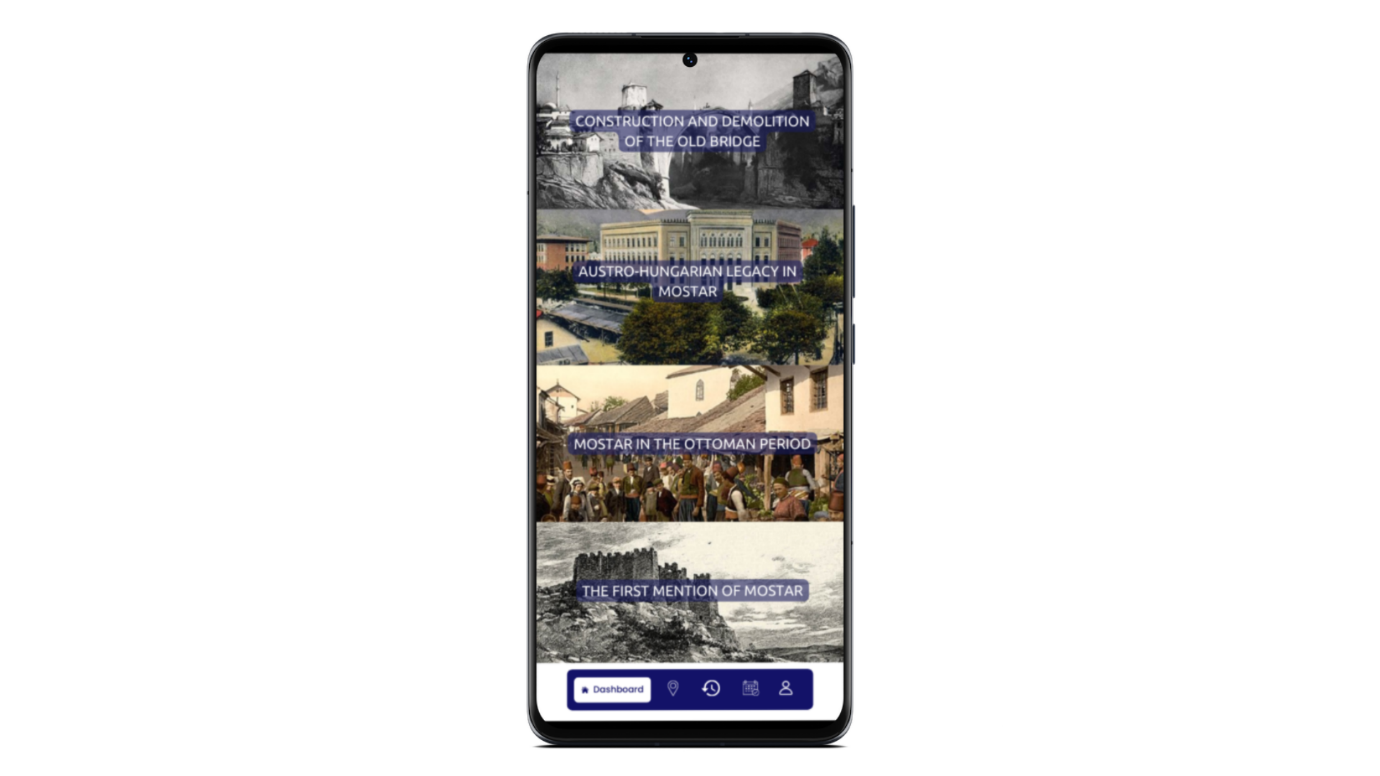 CONSTRUCTION AND DEMOLITION
OF THE OLD BRIDGE
AUSTRO-HUNGARIAN LEGACY IN
MOSTAR
MOSTAR IN THE OTTOMAN PERIOD
THE FIRST MENTION OF MOSTAR
Dashboard